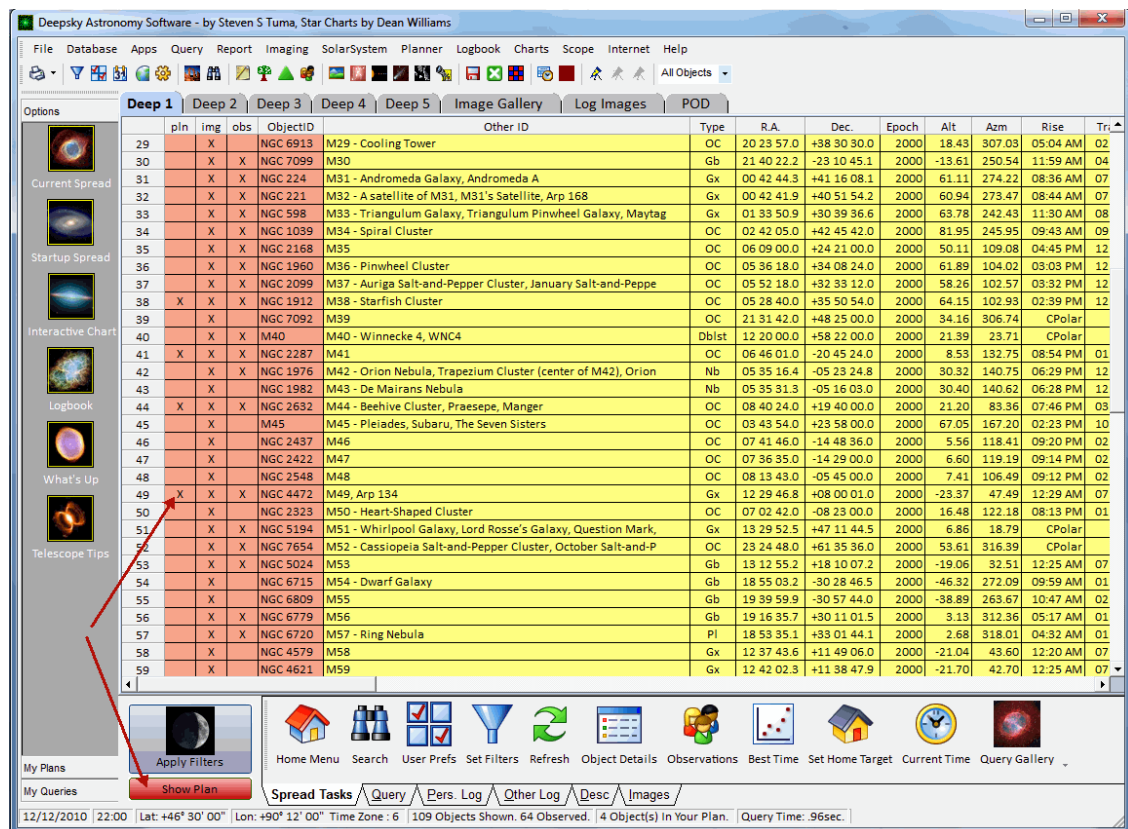 Deepsky Astronomy Software - by Steven S Tuma, Star Charts by Dean Williams
File Database Apps Query Report Imaging SolarSystem Planner Logbook Charts Scope Internet Help
All Objects
Options
Deep 1 Deep 2 Deep 3 Deep 4 Deep 5 Image Gallery Log Images POD
pln img obs ObjectID Other ID Type R.A. Dec. Epoch Alt Azm Rise
29 X NGC 6913 M29 - Cooling Tower OC 20 23 57.0 +38 30 30.0 2000 18.43 307.03 05:04 AM 02
30 X X NGC 7099 M30 Gb 21 40 22.2 -23 10 45.1 2000 -13.61 250.54 11:59 AM 04
31 X X NGC 224 M31 - Andromeda Galaxy, Andromeda A Gx 00 42 44.3 +41 16 08.1 2000 61.11 274.22 08:36 AM 07
32 X X NGC 221 M32 - A satellite of M31, M31's Satellite, Arp 168 Gx 00 42 41.9 +40 51 54.2 2000 60.94 273.47 08:44 AM 07
33 X X NGC 598 M33 - Triangulum Galaxy, Triangulum Pinwheel Galaxy, Maytag Gx 01 33 50.9 +30 39 36.6 2000 63.78 242.43 11:30 AM 08
34 X X NGC 1039 M34 - Spiral Cluster OC 02 42 05.0 +42 45 42.0 2000 81.95 245.95 09:43 AM 09
35 X X NGC 2168 M35 OC 06 09 00.0 +24 21 00.0 2000 50.11 109.08 04:45 PM 12
36 X X NGC 1960 M36 - Pinwheel Cluster OC 05 36 18.0 +34 08 24.0 2000 61.89 104.02 03:03 PM 12
37 X X NGC 2099 M37 - Auriga Salt-and-Pepper Cluster, January Salt-and-Peppe OC 05 52 18.0 +32 33 12.0 2000 58.26 102.57 03:32 PM 12
38 X X X NGC 1912 M38 - Starfish Cluster OC 05 28 40.0 +35 50 54.0 2000 64.15 102.93 02:39 PM 12
39 X NGC 7092 M39 OC 21 31 42.0 +48 25 00.0 2000 34.16 306.74 CPolar
40 X X M40 M40 - Winnecke 4, WNC4 Dblst 12 20 00.0 +58 22 00.0 2000 21.39 23.71 CPolar
41 X X X NGC 2287 M41 OC 06 46 01.0 -20 45 24.0 2000 8.53 132.75 08:54 PM 01
42 X X NGC 1976 M42 - Orion Nebula, Trapezium Cluster (center of M42), Orion Nb 05 35 16.4 -05 23 24.8 2000 30.32 140.75 06:29 PM 12
43 X NGC 1982 M43 - De Mairans Nebula Nb 05 35 31.3 -05 16 03.0 2000 30.40 140.62 06:28 PM 12
44 X X X NGC 2632 M44 - Beehive Cluster, Praesepe, Manger OC 08 40 24.0 +19 40 00.0 2000 21.20 83.36 07:46 PM 03
45 X M45 M45 - Pleiades, Subaru, The Seven Sisters OC 03 43 54.0 +23 58 00.0 2000 67.05 167.20 02:23 PM 10
46 X NGC 2437 M46 OC 07 41 46.0 -14 48 36.0 2000 5.56 118.41 09:20 PM 02
47 X NGC 2422 M47 OC 07 36 35.0 -14 29 00.0 2000 6.60 119.19 09:14 PM 02
48 X NGC 2548 M48 OC 08 13 43.0 -05 45 00.0 2000 7.41 106.49 09:12 PM 02
49 X X X NGC 4472 M49, Arp 134 Gx 12 29 46.8 +08 00 01.0 2000 -23.37 47.49 12:29 AM 07
50 X NGC 2323 M50 - Heart-Shaped Cluster OC 07 02 42.0 -08 23 00.0 2000 16.48 122.18 08:13 PM 01
51 X X NGC 5194 M51 - Whirlpool Galaxy, Lord Rosse's Galaxy, Question Mark, Gx 13 29 52.5 +47 11 44.5 2000 6.86 18.79 CPolar
52 X X NGC 7654 M52 - Cassiopeia Salt-and-Pepper Cluster, October Salt-and-P OC 23 24 48.0 +61 35 36.0 2000 53.61 316.39 CPolar
53 X X NGC 5024 M53 Gb 13 12 55.2 +18 10 07.2 2000 -19.06 32.51 12:25 AM 07
54 X NGC 6715 M54 - Dwarf Galaxy Gb 18 55 03.2 -30 28 46.5 2000 -46.32 272.09 09:59 AM 01
55 X NGC 6809 M55 Gb 19 39 59.9 -30 57 44.0 2000 -38.89 263.67 10:47 AM 02
56 X X NGC 6779 M56 Gb 19 16 35.7 +30 11 01.5 2000 3.13 312.36 05:17 AM 01
57 X X NGC 6720 M57 - Ring Nebula Pl 18 53 35.1 +33 01 44.1 2000 2.68 318.01 04:32 AM 01
58 X NGC 4579 M58 Gx 12 37 43.6 +11 49 06.0 2000 -21.04 43.60 12:20 AM 07
59 X NGC 4621 M59 Gx 12 42 02.3 +11 38 47.9 2000 -21.70 42.70 12:25 AM 07
Current Spread
Startup Spread
Interactive Chart
Logbook
What's Up
Telescope Tips
My Plans
My Queries
Apply Filters
Show Plan
Home Menu Search User Prefs Set Filters Refresh Object Details Observations Best Time Set Home Target Current Time Query Gallery
Spread Tasks Query Pers. Log Other Log Desc Images
12/12/2010 22:00 Lat: +46° 30' 00" Lon: +90° 12' 00" Time Zone : 6 109 Objects Shown. 64 Observed. 4 Object(s) In Your Plan. Query Time: .96sec.